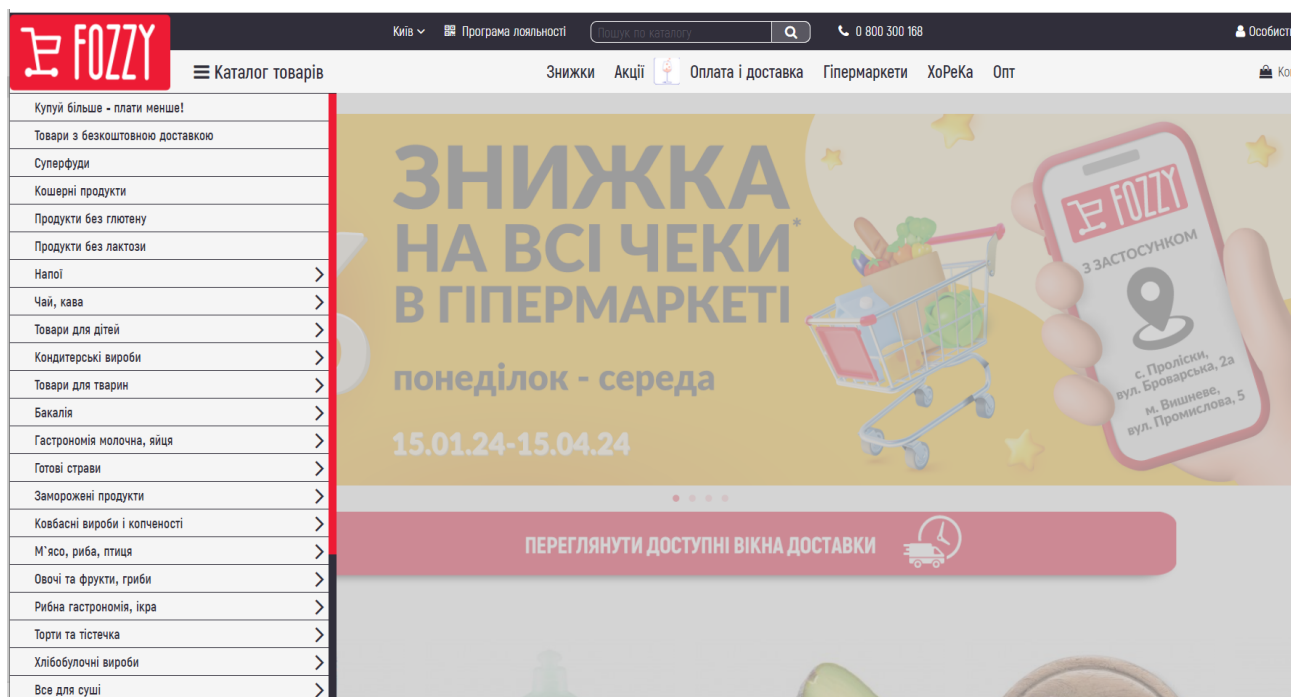 FOZZY
Київ
Програма лояльності
Пошук по каталогу
0 800 300 168
Каталог товарів
Знижки
Акції
Оплата і доставка
Гіпермаркети
ХоРеКа
Опт
Купуй більше - плати менше!
Товари з безкоштовною доставкою
Суперфуди
Кошерні продукти
Продукти без глютену
Продукти без лактози
Напої
Чай, кава
Товари для дітей
Кондитерські вироби
Товари для тварин
Бакалія
Гастрономія молочна, яйця
Готові страви
Заморожені продукти
Ковбасні вироби і копченості
М`ясо, риба, птиця
Овочі та фрукти, гриби
Рибна гастрономія, ікра
Торти та тістечка
Хлібобулочні вироби
Все для суші
ЗНИЖКА
НА ВСІ ЧЕКИ*
В ГІПЕРМАРКЕТІ
понеділок - середа
15.01.24-15.04.24
FOZZY
З ЗАСТОСУНКОМ
с. Проліски,
вул. Броварська, 2а
м. Вишневе,
вул. Промислова, 5
ПЕРЕГЛЯНУТИ ДОСТУПНІ ВІКНА ДОСТАВКИ